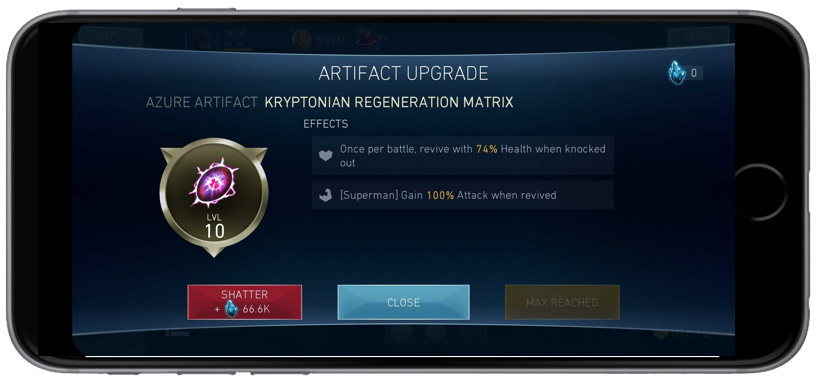 ARTIFACT UPGRADE
0
AZURE ARTIFACT KRYPTONIAN REGENERATION MATRIX
EFFECTS
Once per battle, revive with 74% Health when knocked
out
[Superman] Gain 100% Attack when revived
LVL
10
SHATTER
+ 66.6K
CLOSE
MAX REACHED